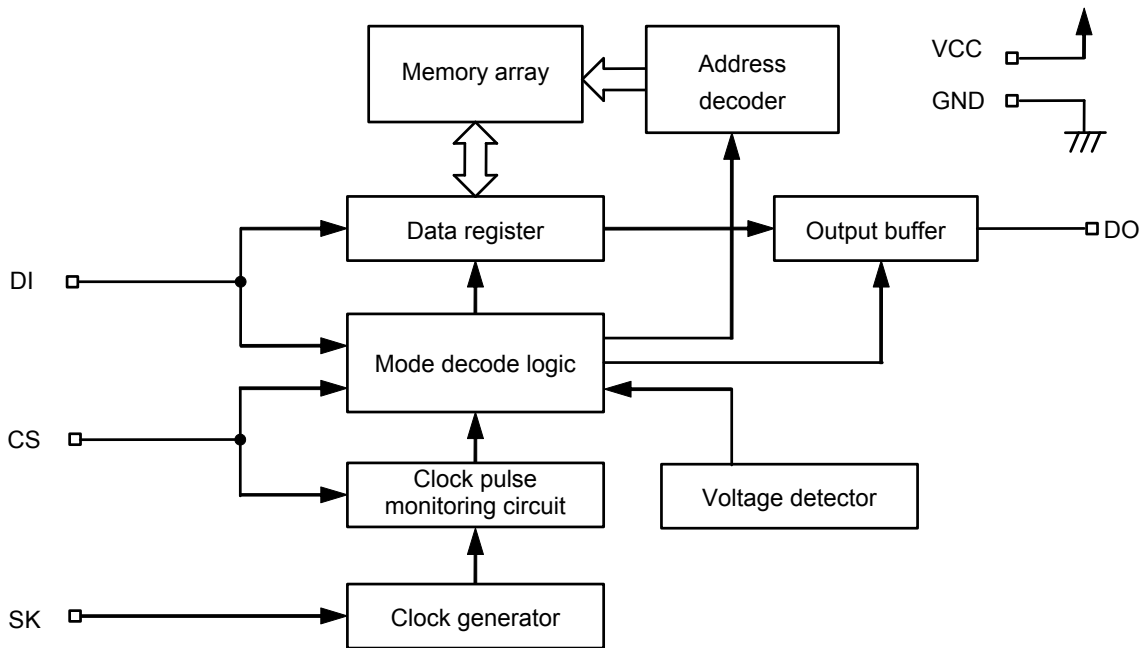 Memory array
Address
decoder
VCC
GND
Data register
Output buffer
DO
DI
Mode decode logic
CS
Clock pulse
monitoring circuit
Voltage detector
SK
Clock generator